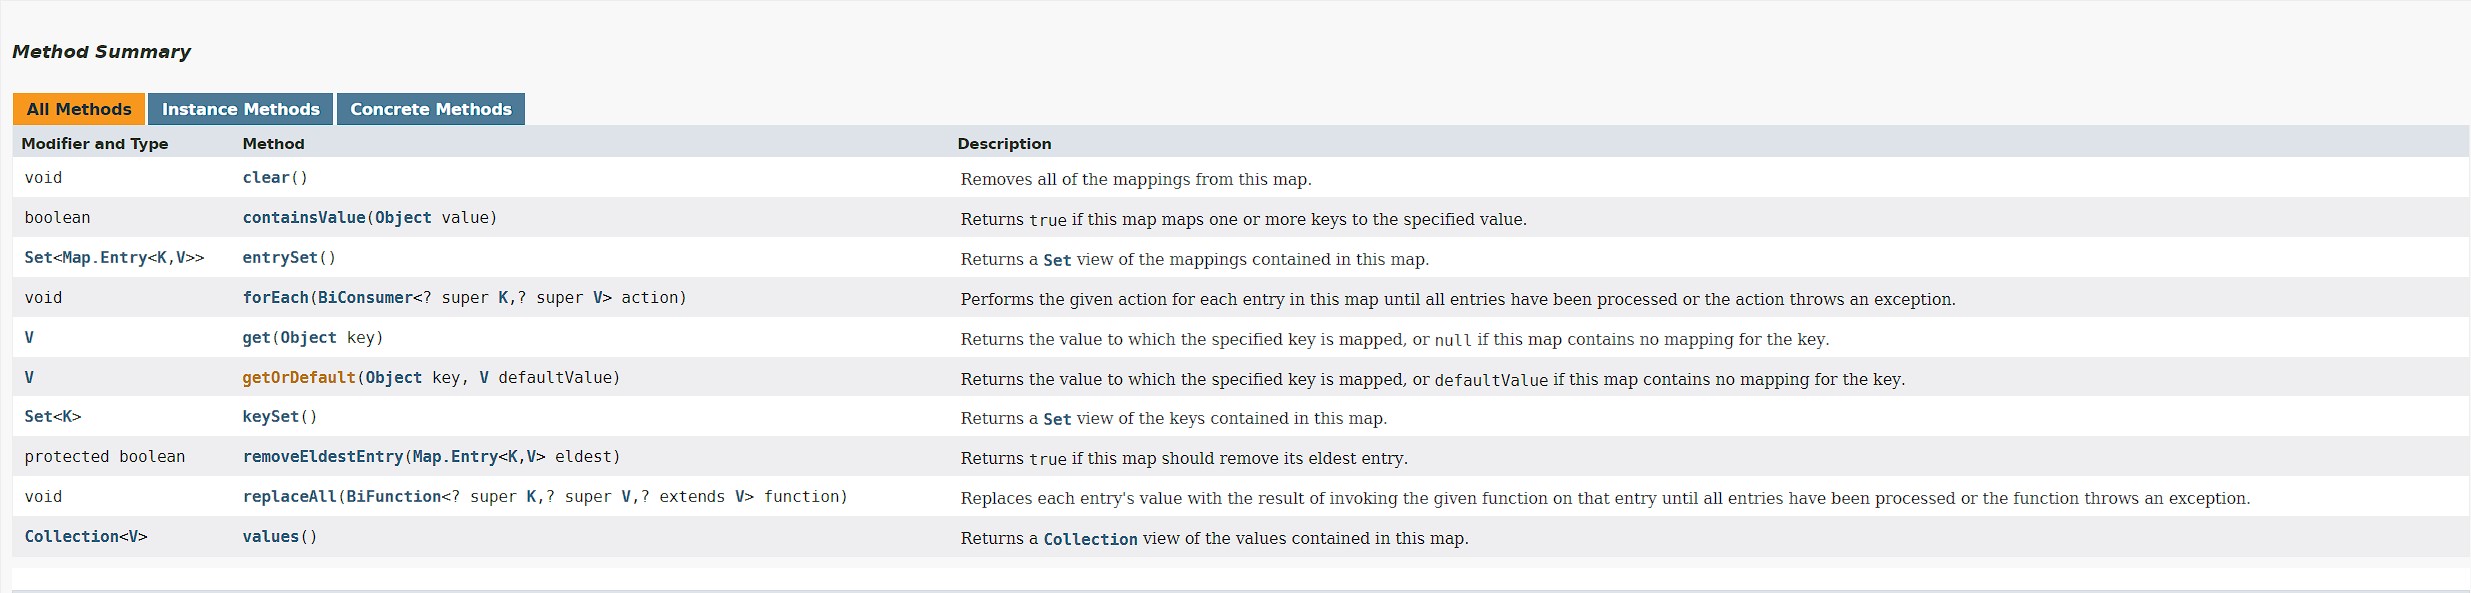 Method Summary
All Methods Instance Methods Concrete Methods
Modifier and Type Method Description
void clear() Removes all of the mappings from this map.
boolean containsValue(Object value) Returns true if this map maps one or more keys to the specified value.
Set<Map.Entry<K,V>> entrySet() Returns a Set view of the mappings contained in this map.
void forEach(BiConsumer<? super K,? super V> action) Performs the given action for each entry in this map until all entries have been processed or the action throws an exception.
V get(Object key) Returns the value to which the specified key is mapped, or null if this map contains no mapping for the key.
V getOrDefault(Object key, V defaultValue) Returns the value to which the specified key is mapped, or defaultValue if this map contains no mapping for the key.
Set<K> keySet() Returns a Set view of the keys contained in this map.
protected boolean removeEldestEntry(Map.Entry<K,V> eldest) Returns true if this map should remove its eldest entry.
void replaceAll(BiFunction<? super K,? super V,? extends V> function) Replaces each entry's value with the result of invoking the given function on that entry until all entries have been processed or the function throws an exception.
Collection<V> values() Returns a Collection view of the values contained in this map.